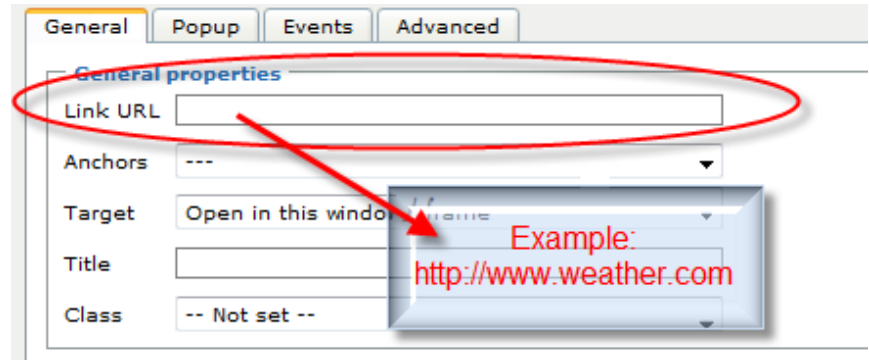 General Popup Events Advanced
General properties
Link URL
Anchors ---
Target Open in this window / frame
Example:
http://www.weather.com
Title
Class -- Not set --